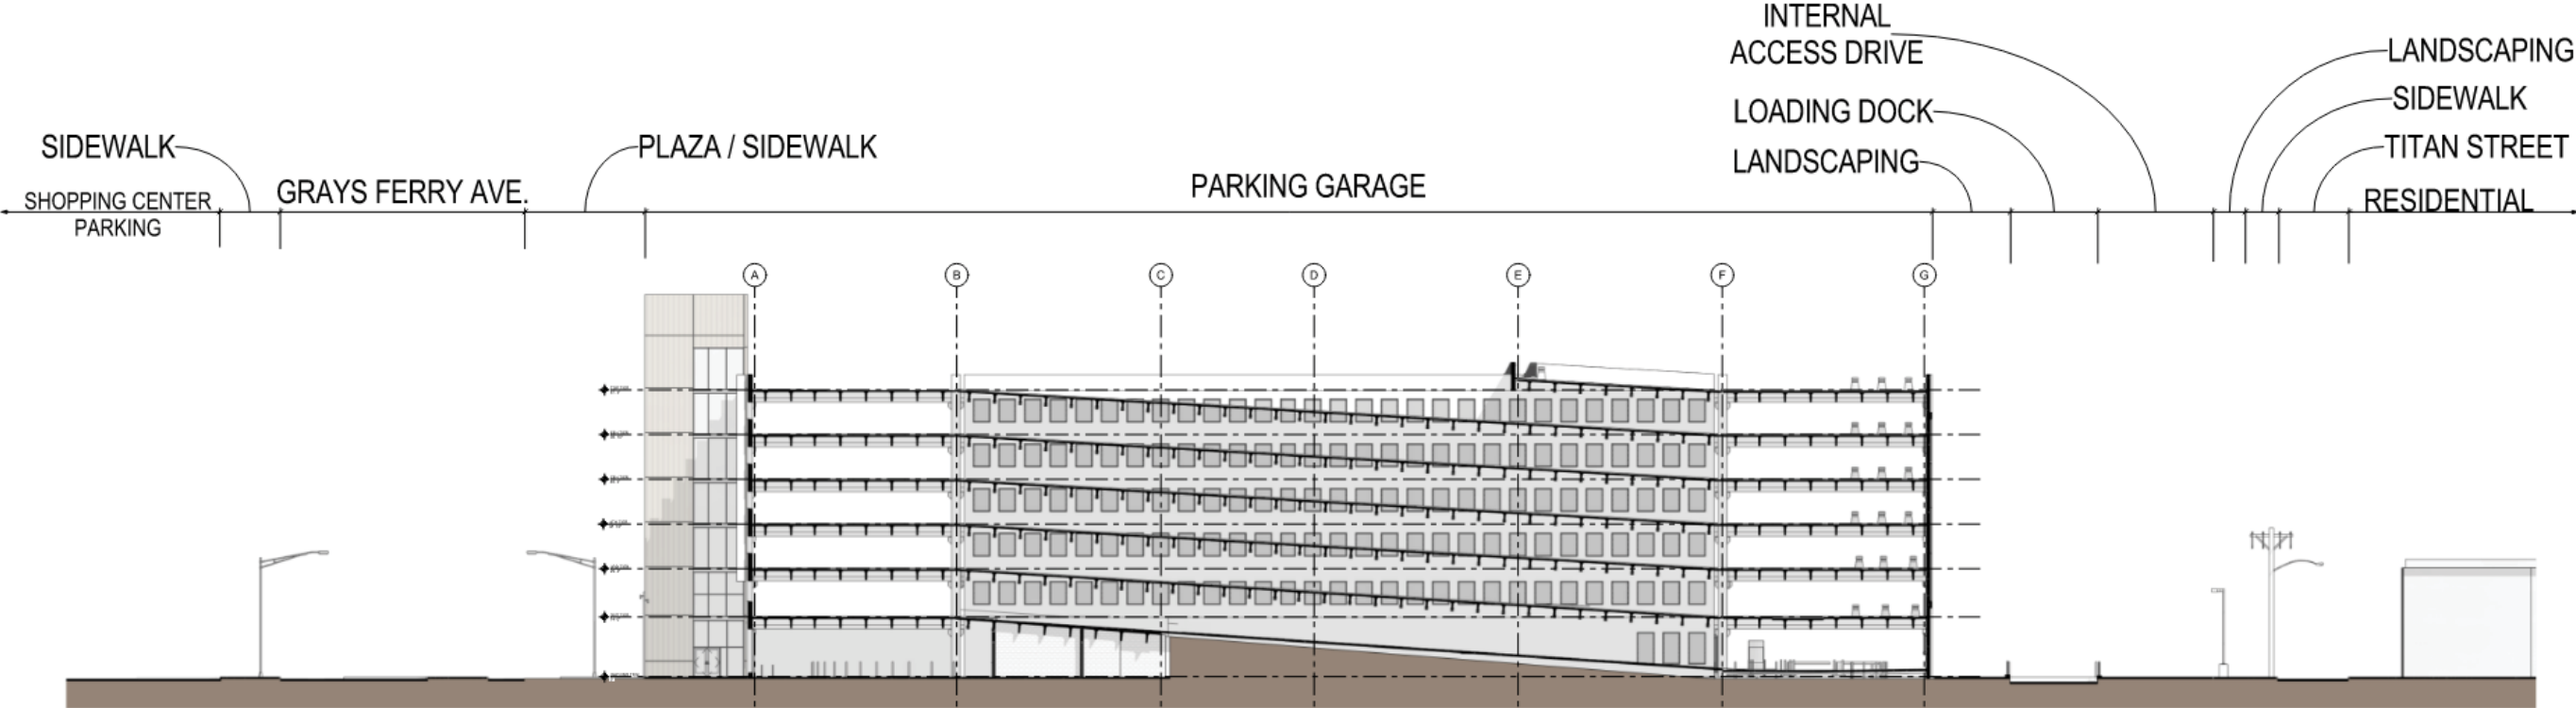 INTERNAL
ACCESS DRIVE
LANDSCAPING
SIDEWALK
LOADING DOCK
SIDEWALK
PLAZA / SIDEWALK
TITAN STREET
LANDSCAPING
PARKING GARAGE
SHOPPING CENTER
PARKING
GRAYS FERRY AVE.
RESIDENTIAL
A B C D E F G